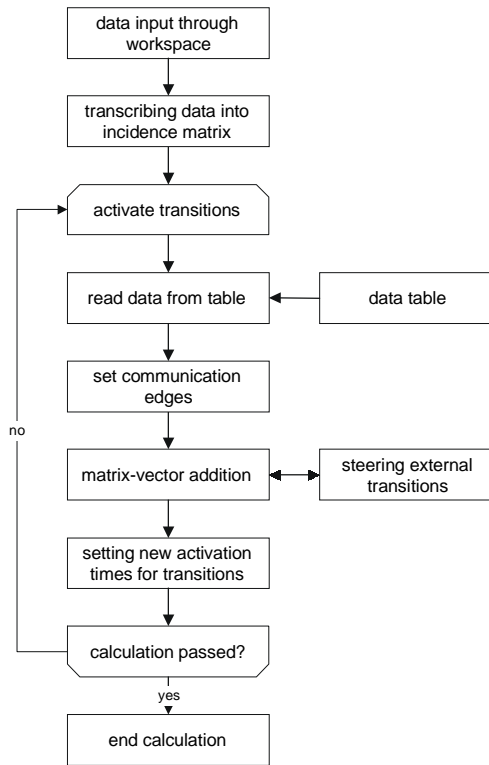 data input through
workspace
transcribing data into
incidence matrix
activate transitions
read data from table
data table
set communication
edges
no
matrix-vector addition
steering external
transitions
setting new activation
times for transitions
calculation passed?
yes
end calculation